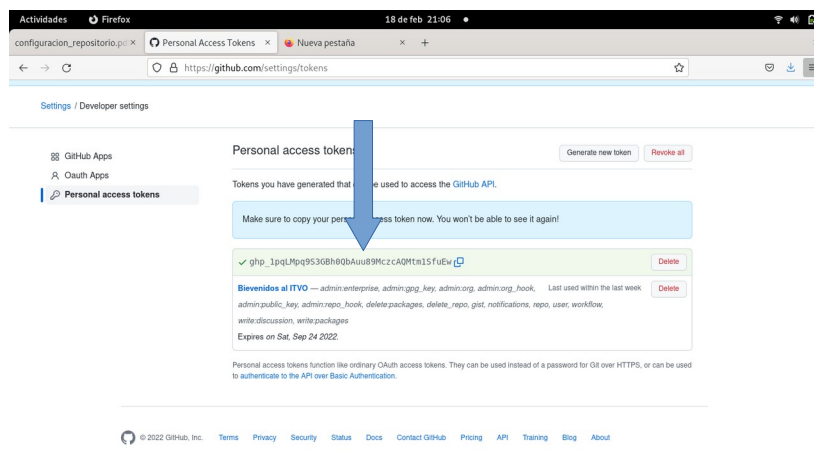 Actividades Firefox 18 de feb 21:06
configuracion_repositorio.pd × Personal Access Tokens × Nueva pestaña × +
https://github.com/settings/tokens
Settings / Developer settings
GitHub Apps
Oauth Apps
Personal access tokens
Personal access tokens
Generate new token Revoke all
Tokens you have generated that used to access the GitHub API.
Make sure to copy your token now. You won't be able to see it again!
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 Delete
Bievenidos al ITVO — admin:enterprise, admin:gpg_key, admin:org, admin:org_hook, Last used within the last week Delete
admin:public_key, admin:repo_hook, delete:packages, delete_repo, gist, notifications, repo, user, workflow,
write:discussion, write:packages
Expires on Sat, Sep 24 2022.
Personal access tokens function like ordinary OAuth access tokens. They can be used instead of a password for Git over HTTPS, or can be used
to authenticate to the API over Basic Authentication.
© 2022 GitHub, Inc. Terms Privacy Security Status Docs Contact GitHub Pricing API Training Blog About